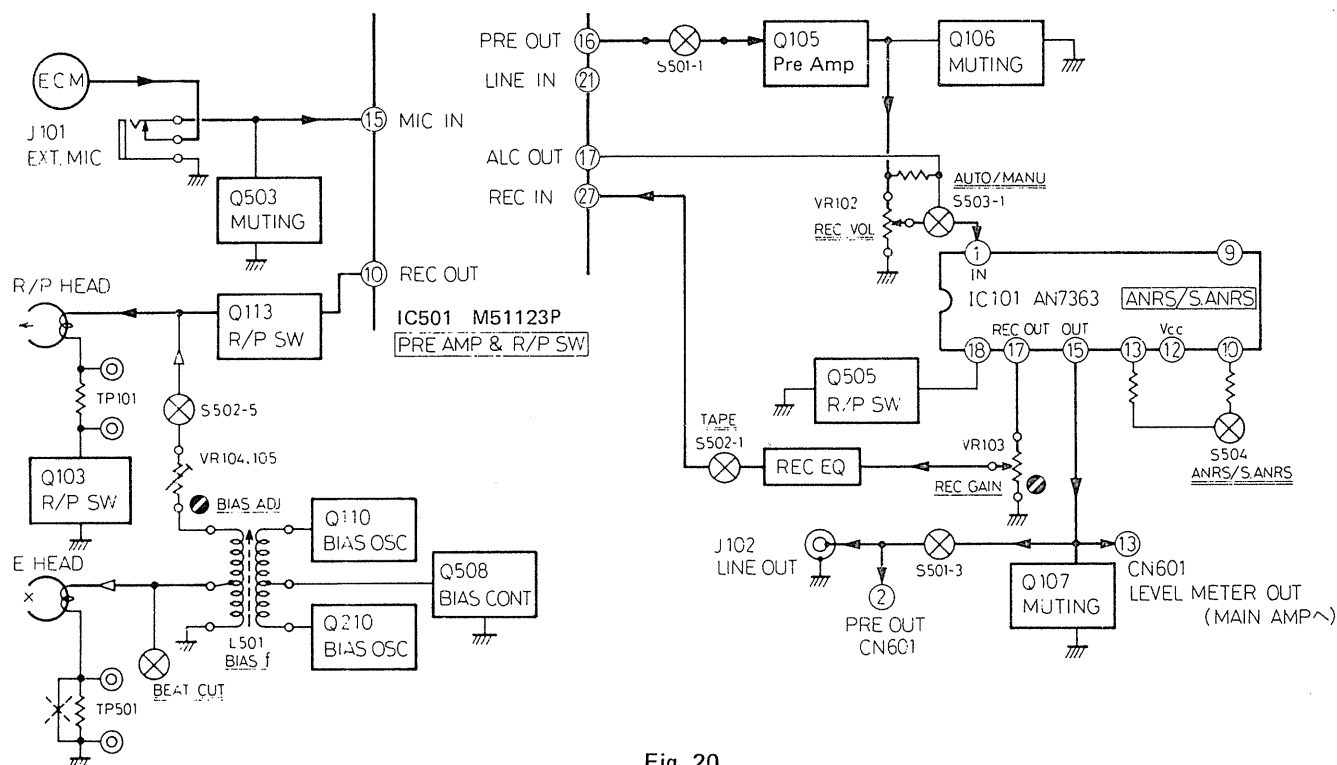 PRE OUT
16
S501-1
Q105
Pre Amp
Q106
MUTING
LINE IN
21
ECM
J101
EXT. MIC
15
MIC IN
Q503
MUTING
ALC OUT
17
REC IN
27
AUTO/MANU
S503-1
VR102
REC VOL
1
IN
9
IC101 AN7363
ANRS/S.ANRS
REC OUT
OUT
Vcc
18
17
15
13
12
10
10
REC OUT
R/P HEAD
Q113
R/P SW
IC501 M51123P
PRE AMP & R/P SW
TP101
S502-5
Q505
R/P SW
S504
ANRS/S.ANRS
TAPE
S502-1
REC EQ
VR103
REC GAIN
VR104,105
BIAS ADJ
Q103
R/P SW
Q110
BIAS OSC
Q508
BIAS CONT
Q210
BIAS OSC
E HEAD
L501
BIAS f
BEAT CUT
TP501
J102
LINE OUT
S501-3
2
PRE OUT
CN601
Q107
MUTING
13
CN601
LEVEL METER OUT
(MAIN AMPへ)
Fig. 20